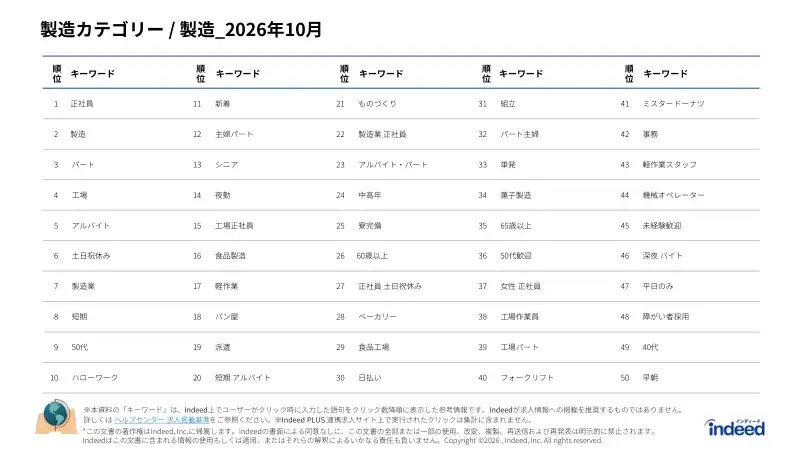 製造カテゴリー / 製造_2026年10月
順位 キーワード 順位 キーワード 順位 キーワード 順位 キーワード 順位 キーワード
1 正社員 11 新着 21 ものづくり 31 組立 41 ミスタードーナツ
2 製造 12 主婦パート 22 製造業 正社員 32 パート主婦 42 事務
3 パート 13 シニア 23 アルバイト・パート 33 単発 43 軽作業スタッフ
4 工場 14 夜勤 24 中高年 34 菓子製造 44 機械オペレーター
5 アルバイト 15 工場正社員 25 寮完備 35 65歳以上 45 未経験歓迎
6 土日祝休み 16 食品製造 26 60歳以上 36 50代歓迎 46 深夜 バイト
7 製造業 17 軽作業 27 正社員 土日祝休み 37 女性 正社員 47 平日のみ
8 短期 18 パン屋 28 ベーカリー 38 工場作業員 48 障がい者採用
9 50代 19 派遣 29 食品工場 39 工場パート 49 40代
10 ハローワーク 20 短期 アルバイト 30 日払い 40 フォークリフト 50 早朝
※本資料の「キーワード」は、Indeed上でユーザーがクリック時に入力した語句をクリック数降順に表示した参考情報です。Indeedが求人情報への掲載を推奨するものではありません。
詳しくは ヘルプセンター 求人掲載基準をご参照ください。※Indeed PLUS 連携求人サイト上で実行されたクリックは集計に含まれません。
*この文書の著作権はIndeed, Inc.に帰属します。Indeedの書面による同意なしに、この文書の全部または一部の使用、改変、複製、再送信および再発表は明示的に禁止されます。
Indeedはこの文書に含まれる情報の使用もしくは適用、またはそれらの解釈によるいかなる責任も負いません。Copyright ©2026 , Indeed, Inc. All rights reserved.
インディード
indeed